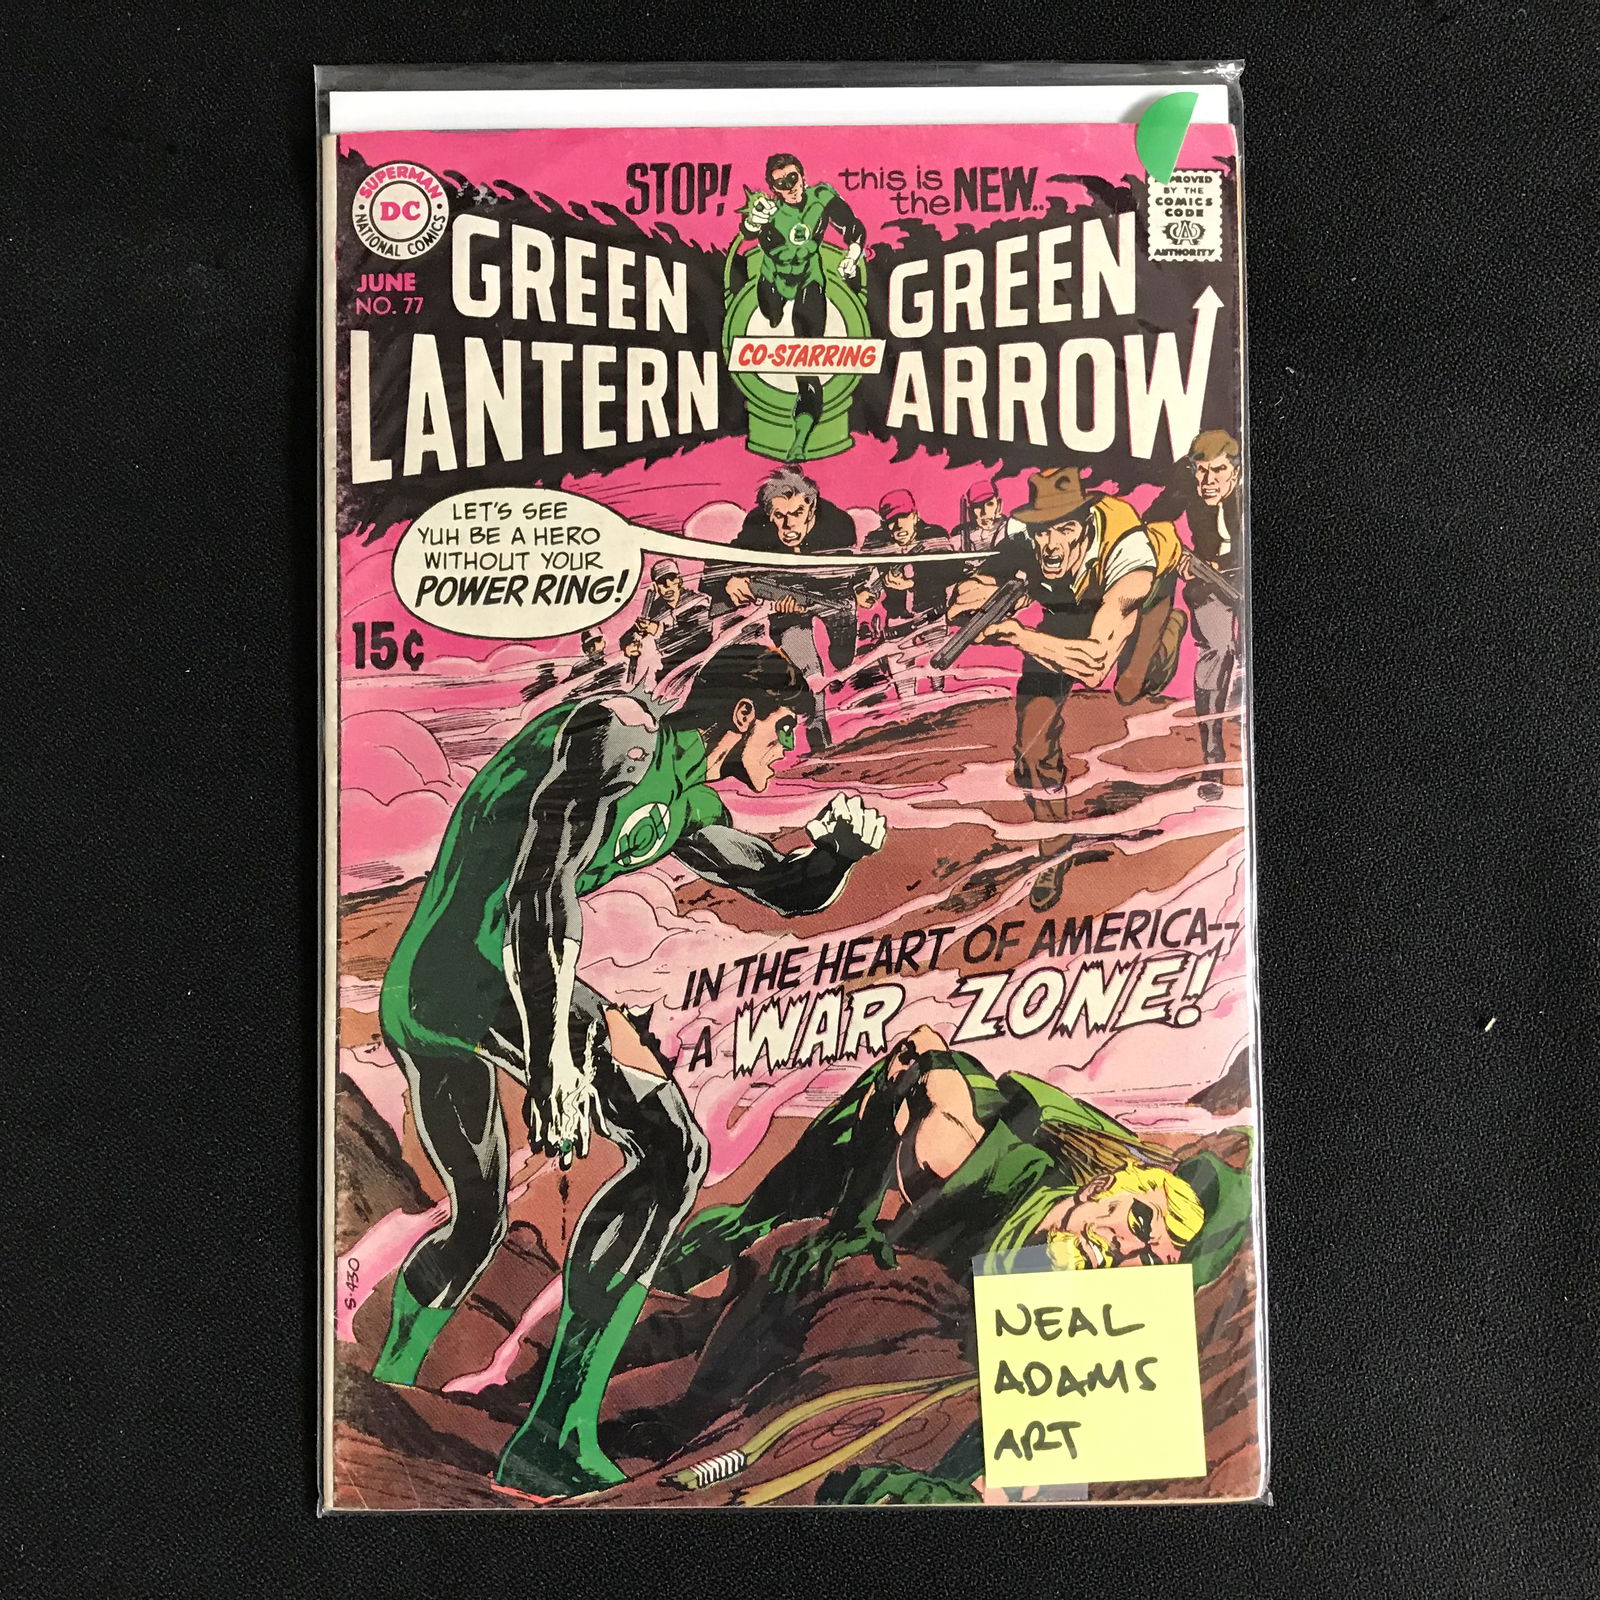 STOP!
this is
the NEW..
SUPERMAN
DC
NATIONAL COMICS
JUNE
NO. 77
GREEN
LANTERN
CO-STARRING
GREEN
ARROW
PROVED
BY THE
COMICS
CODE
AUTHORITY
LET'S SEE
YUH BE A HERO
WITHOUT YOUR
POWER RING!
15¢
IN THE HEART OF AMERICA--
A WAR ZONE!
S-430
NEAL
ADAMS
ART